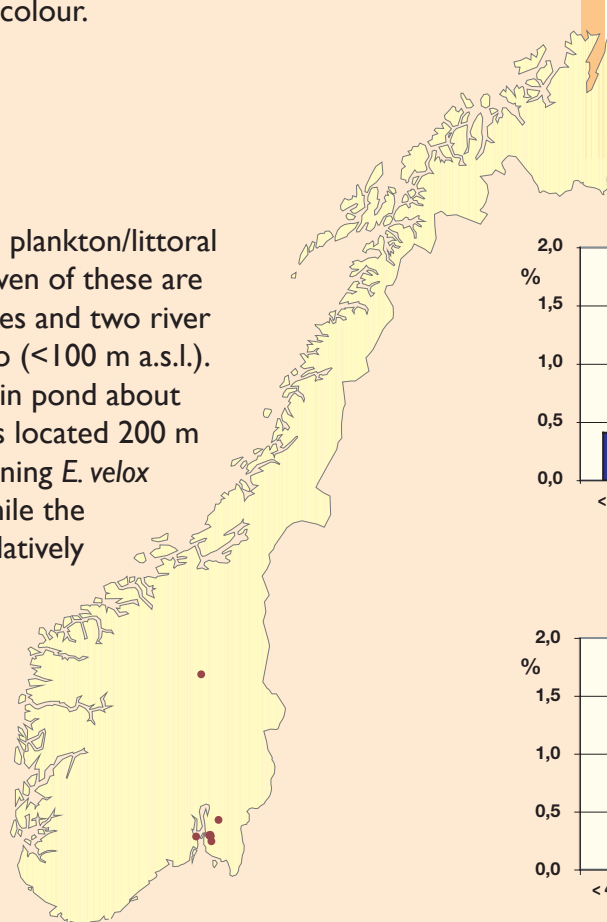 colour.
plankton/littoral
ven of these are
es and two river
o (<100 m a.s.l.).
in pond about
s located 200 m
ning E. velox
ile the
latively
2,0
%
1,5
1,0
0,5
0,0
<
2,0
%
1,5
1,0
0,5
0,0
< 4